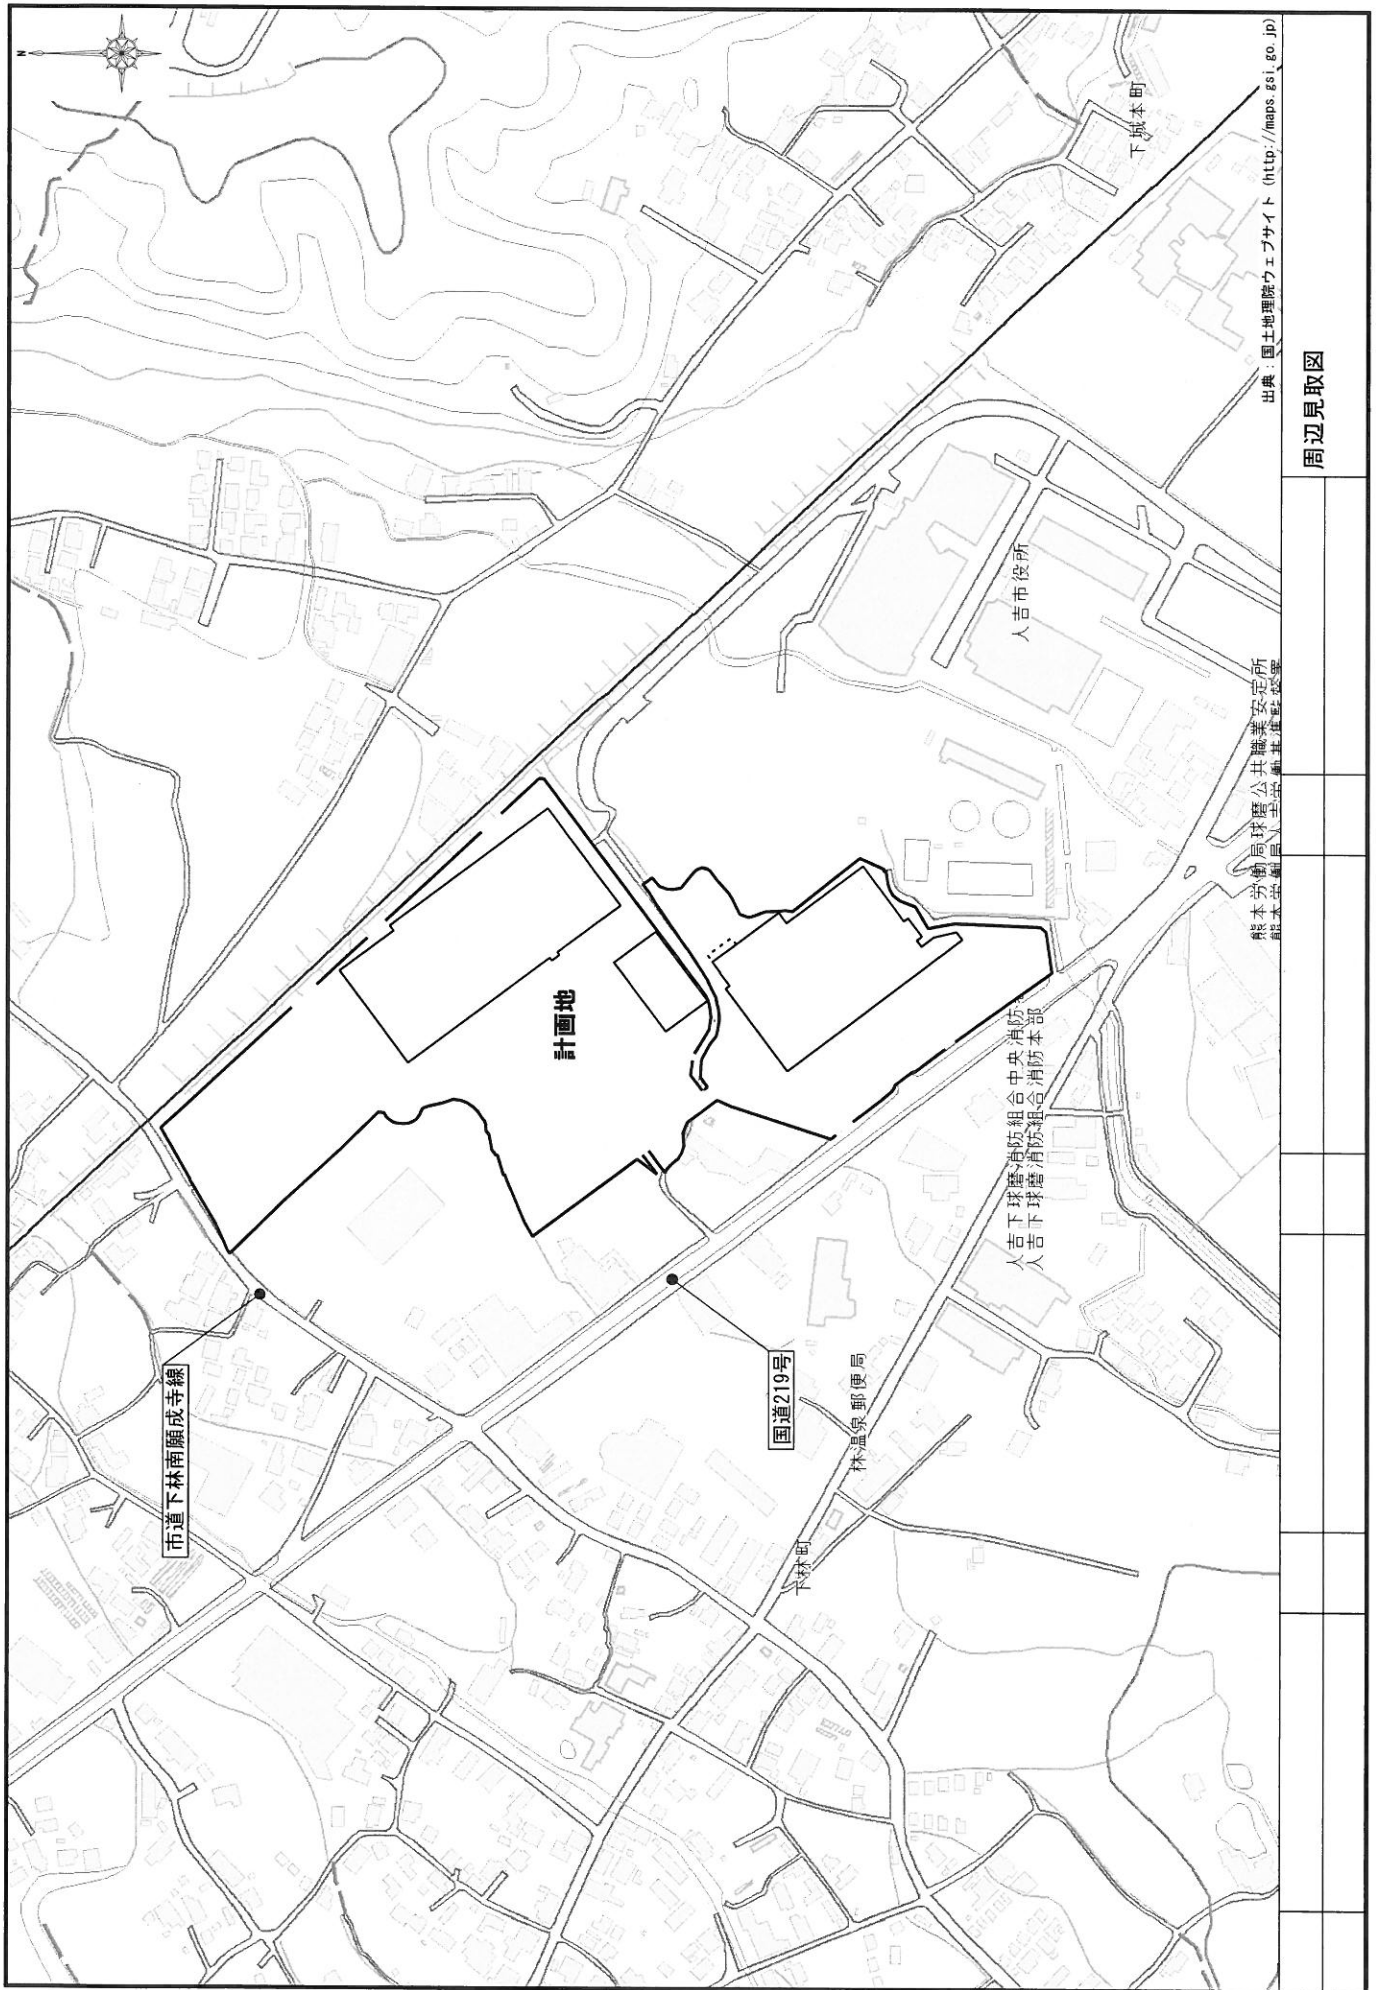 N
市道下林南願成寺線
国道219号
計画地
下城本町
人吉市役所
林温泉郵便局
下林町
人吉下球磨消防組合中央消防
人吉下球磨消防組合消防本部
熊本労働局球磨公共職業安定所
出典：国土地理院ウェブサイト（http://maps.gsi.go.jp）
周辺見取図